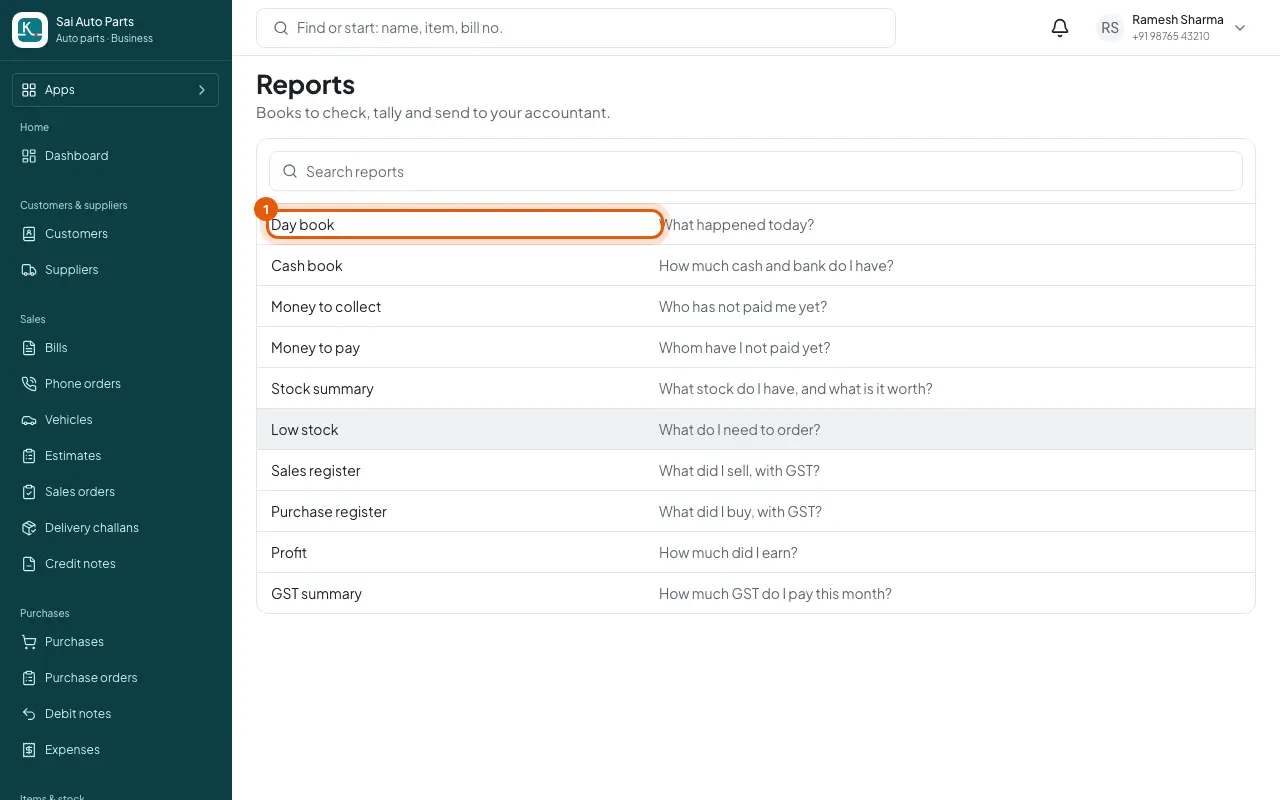 Sai Auto Parts
Auto parts · Business
Find or start: name, item, bill no.
RS
Ramesh Sharma
+91 98765 43210
Apps
Home
Dashboard
Customers & suppliers
Customers
Suppliers
Sales
Bills
Phone orders
Vehicles
Estimates
Sales orders
Delivery challans
Credit notes
Purchases
Purchases
Purchase orders
Debit notes
Expenses
Items & stock
Reports
Books to check, tally and send to your accountant.
Search reports
1
Day book What happened today?
Cash book How much cash and bank do I have?
Money to collect Who has not paid me yet?
Money to pay Whom have I not paid yet?
Stock summary What stock do I have, and what is it worth?
Low stock What do I need to order?
Sales register What did I sell, with GST?
Purchase register What did I buy, with GST?
Profit How much did I earn?
GST summary How much GST do I pay this month?